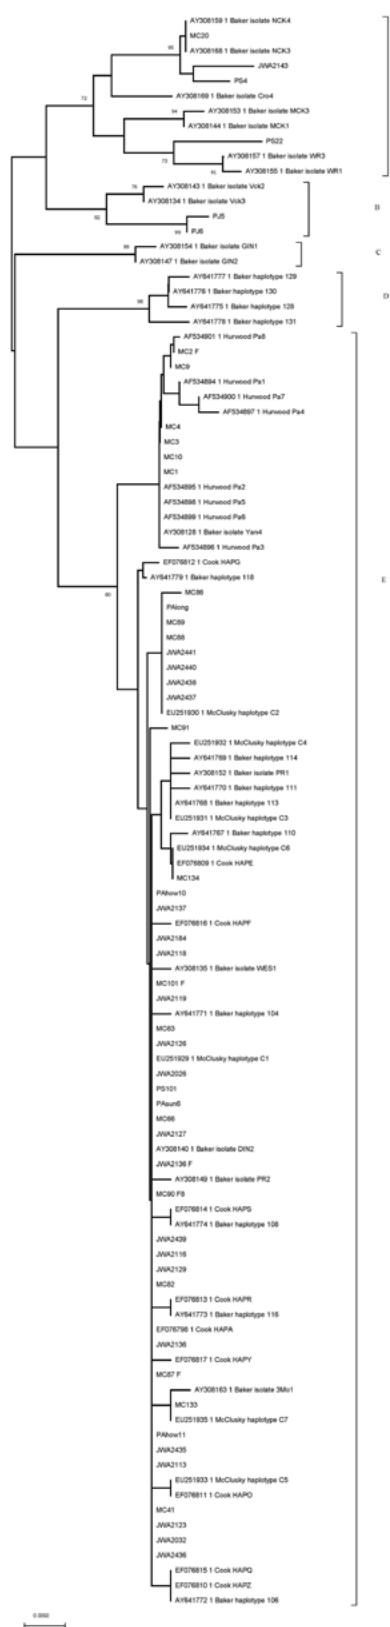 AY308159 1 Baker isolate NCK4
MC20
AY308168 1 Baker isolate NCK3
JWA2143
PS4
AY308169 1 Baker isolate Cro4
72
AY308153 1 Baker isolate MCK3
94
AY308144 1 Baker isolate MCK1
PS22
73
AY308157 1 Baker isolate WR3
AY308155 1 Baker isolate WR1
AY308143 1 Baker isolate Vck2
AY308134 1 Baker isolate Vck3
B
PJ5
PJ6
AY308154 1 Baker isolate GIN1
C
AY308147 1 Baker isolate GIN2
AY641777 1 Baker haplotype 129
AY641776 1 Baker haplotype 130
D
AY641775 1 Baker haplotype 128
AY641778 1 Baker haplotype 131
AF534901 1 Hurwood Pa8
MC2 F
MC9
AF534894 1 Hurwood Pa1
AF534900 1 Hurwood Pa7
AF534897 1 Hurwood Pa4
MC4
MC3
MC10
MC1
AF534895 1 Hurwood Pa2
AF534898 1 Hurwood Pa5
AF534899 1 Hurwood Pa6
AY308128 1 Baker isolate Yan4
AF534896 1 Hurwood Pa3
EF076812 1 Cook HAPG
AY641779 1 Baker haplotype 118
E
MC86
PAlong
MC89
MC88
JWA2441
JWA2440
JWA2438
JWA2437
EU251930 1 McClusky haplotype C2
MC91
EU251932 1 McClusky haplotype C4
AY641769 1 Baker haplotype 114
AY308152 1 Baker isolate PR1
AY641770 1 Baker haplotype 111
AY641768 1 Baker haplotype 113
EU251931 1 McClusky haplotype C3
AY641767 1 Baker haplotype 110
EU251934 1 McClusky haplotype C6
EF076809 1 Cook HAPE
MC134
PAhow10
JWA2137
EF076816 1 Cook HAPF
JWA2184
JWA2118
AY308135 1 Baker isolate WES1
MC101 F
JWA2119
AY641771 1 Baker haplotype 104
MC63
JWA2126
EU251929 1 McClusky haplotype C1
JWA2026
PS101
PAsun6
MC66
JWA2127
AY308140 1 Baker isolate DIN2
JWA2136 F
AY308149 1 Baker isolate PR2
MC90 F8
EF076814 1 Cook HAPS
AY641774 1 Baker haplotype 108
JWA2439
JWA2116
JWA2129
MC82
EF076813 1 Cook HAPR
AY641773 1 Baker haplotype 116
EF076798 1 Cook HAPA
JWA2136
EF076817 1 Cook HAPY
MC87 F
AY308163 1 Baker isolate 3Mo1
MC133
EU251935 1 McClusky haplotype C7
PAhow11
JWA2435
JWA2113
EU251933 1 McClusky haplotype C5
EF076811 1 Cook HAPO
MC41
JWA2123
JWA2032
JWA2436
EF076815 1 Cook HAPQ
EF076810 1 Cook HAPZ
AY641772 1 Baker haplotype 106